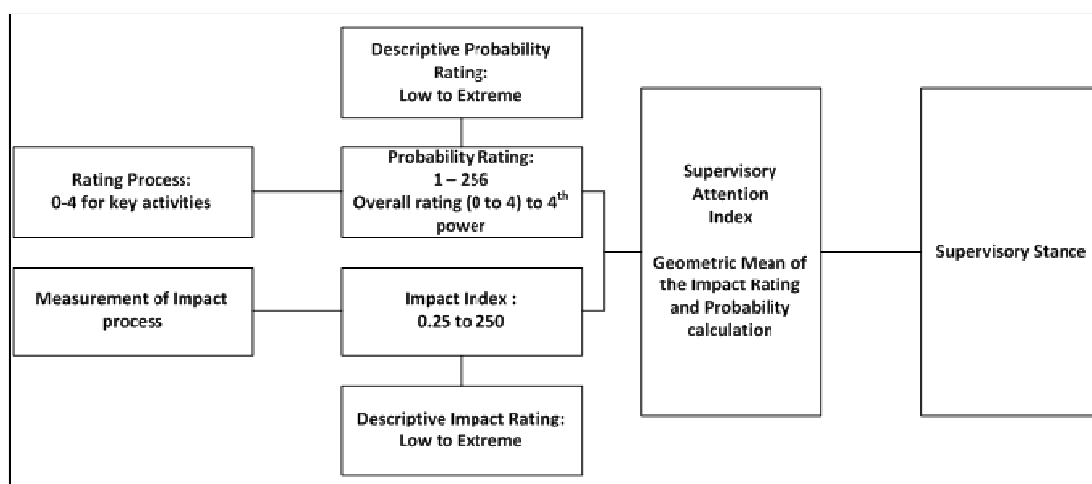 Descriptive Probability
Rating:
Low to Extreme
Rating Process:
0-4 for key activities
Probability Rating:
1 – 256
Overall rating (0 to 4) to 4th
power
Measurement of Impact
process
Impact Index :
0.25 to 250
Descriptive Impact Rating:
Low to Extreme
Supervisory
Attention
Index
Geometric Mean of
the Impact Rating
and Probability
calculation
Supervisory Stance